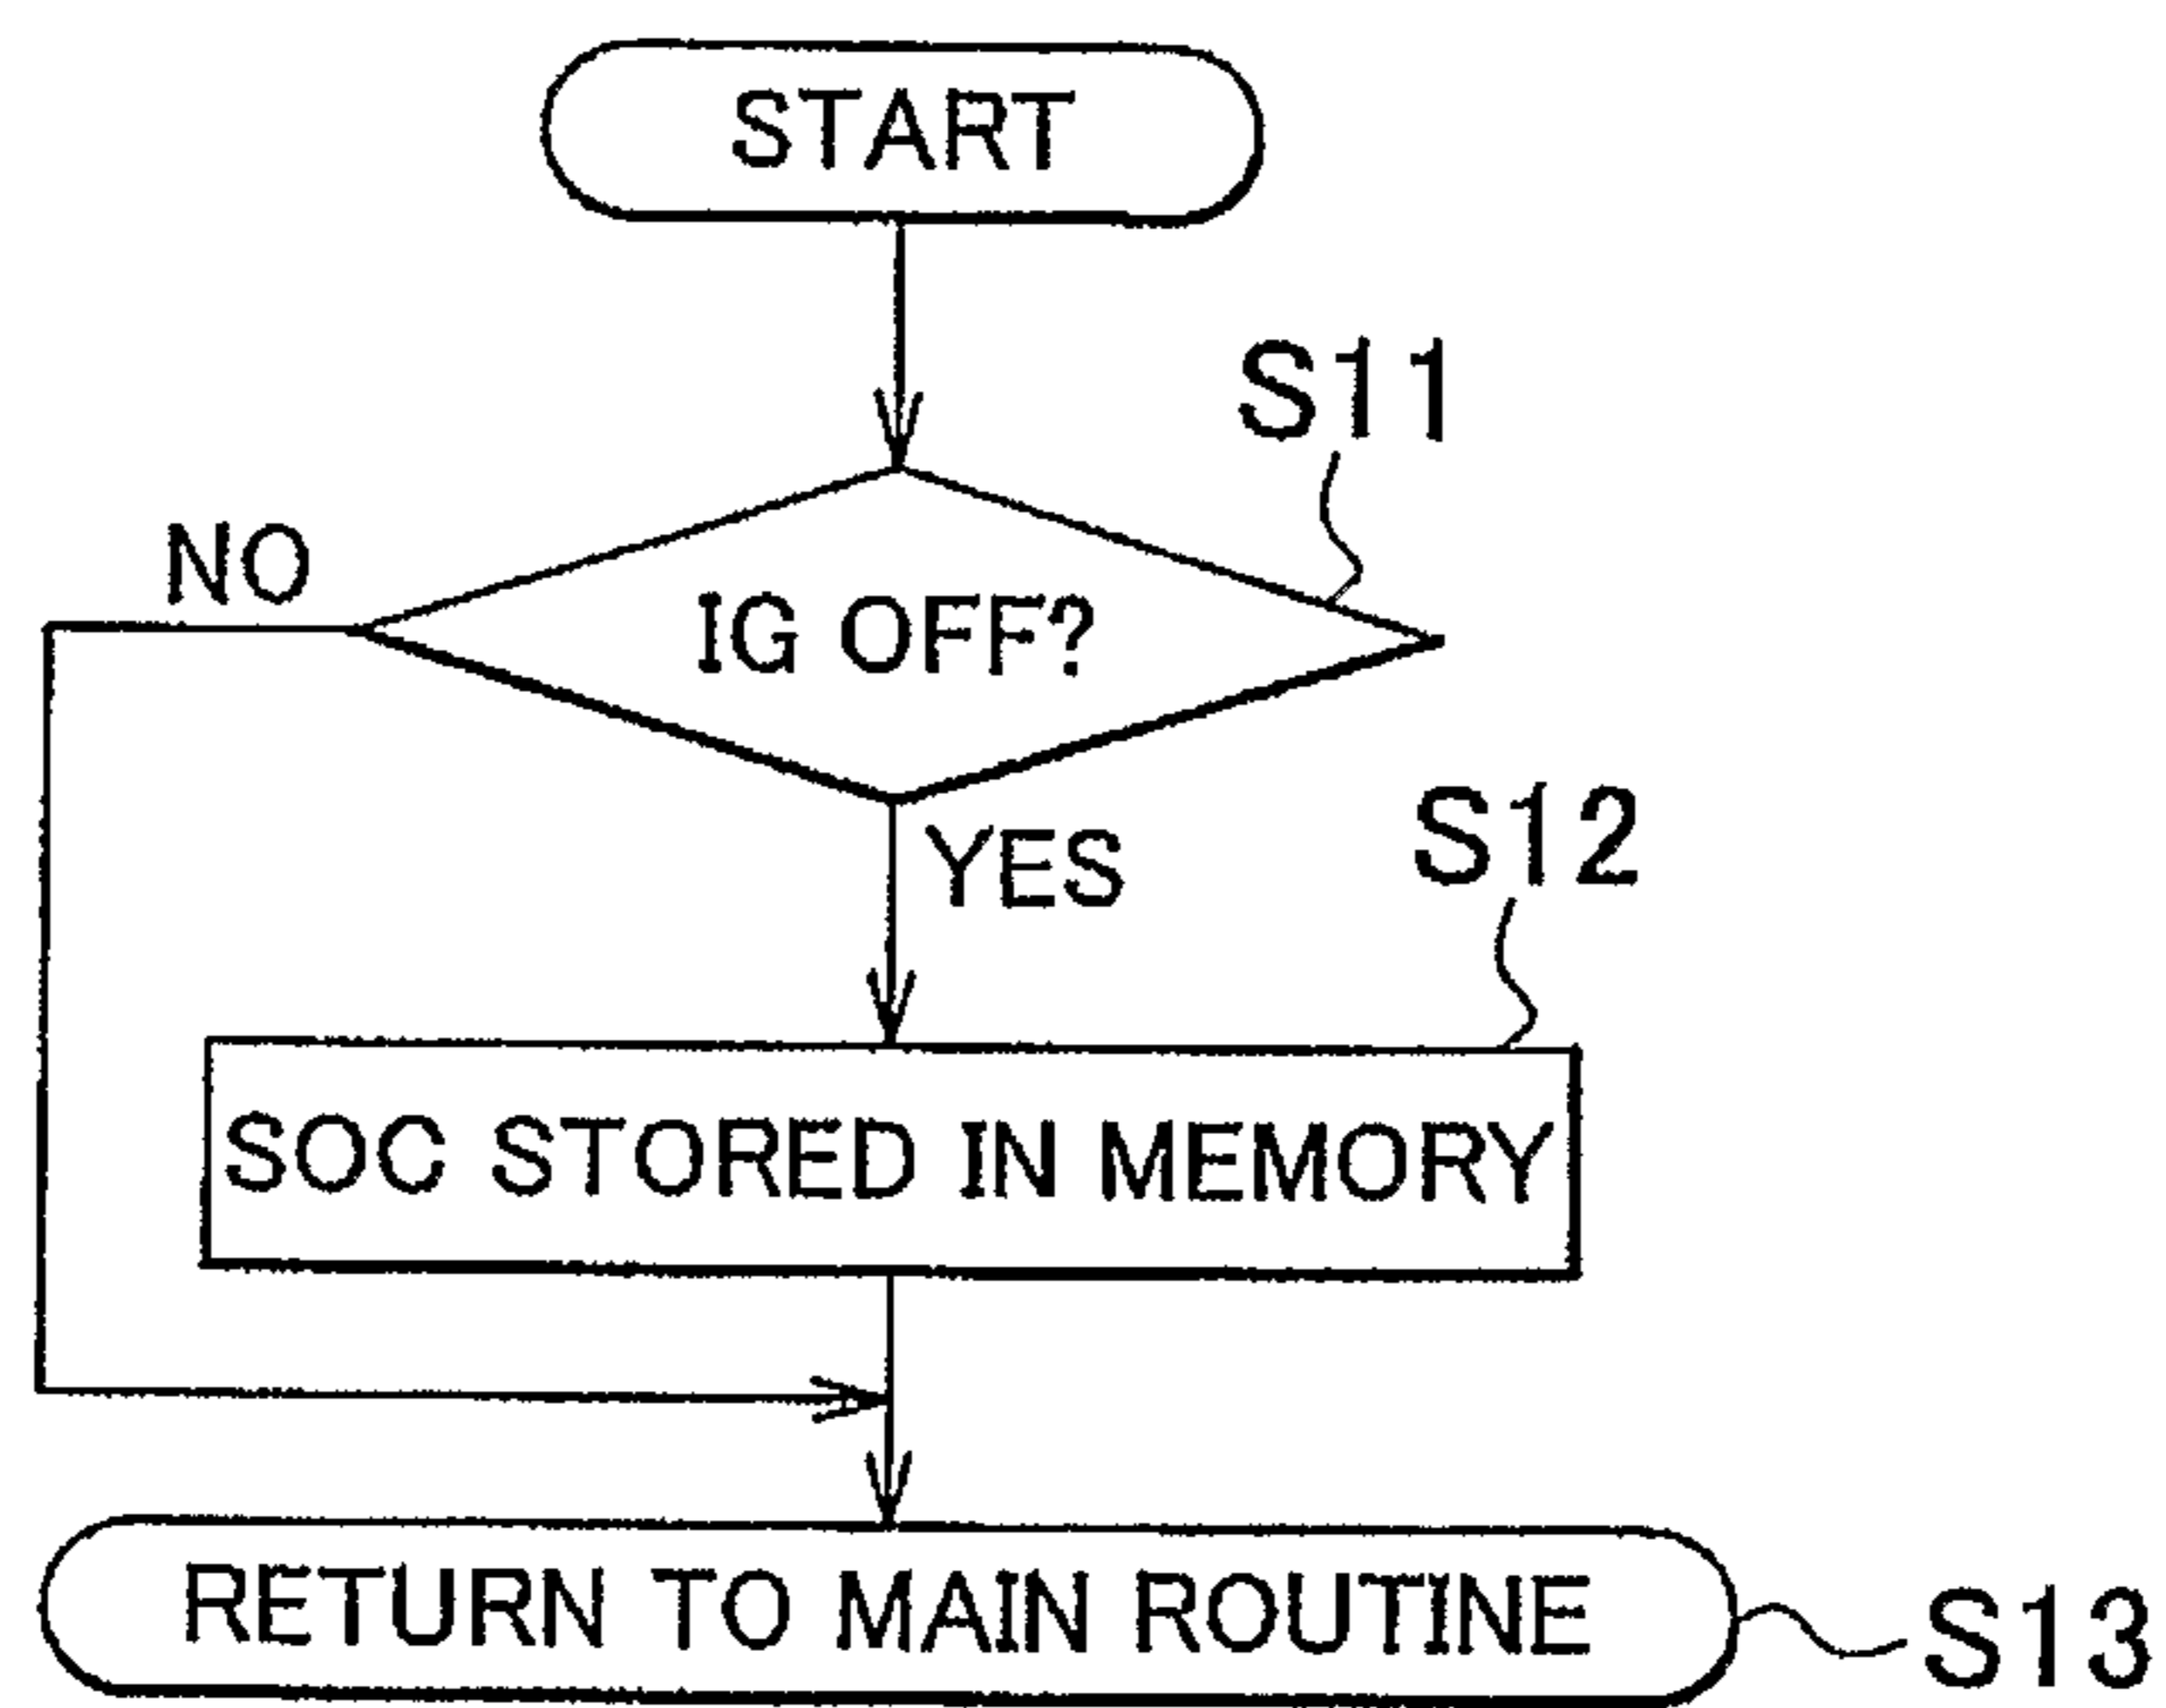 START
S11
NO
IG OFF?
YES
S12
SOC STORED IN MEMORY
RETURN TO MAIN ROUTINE
S13